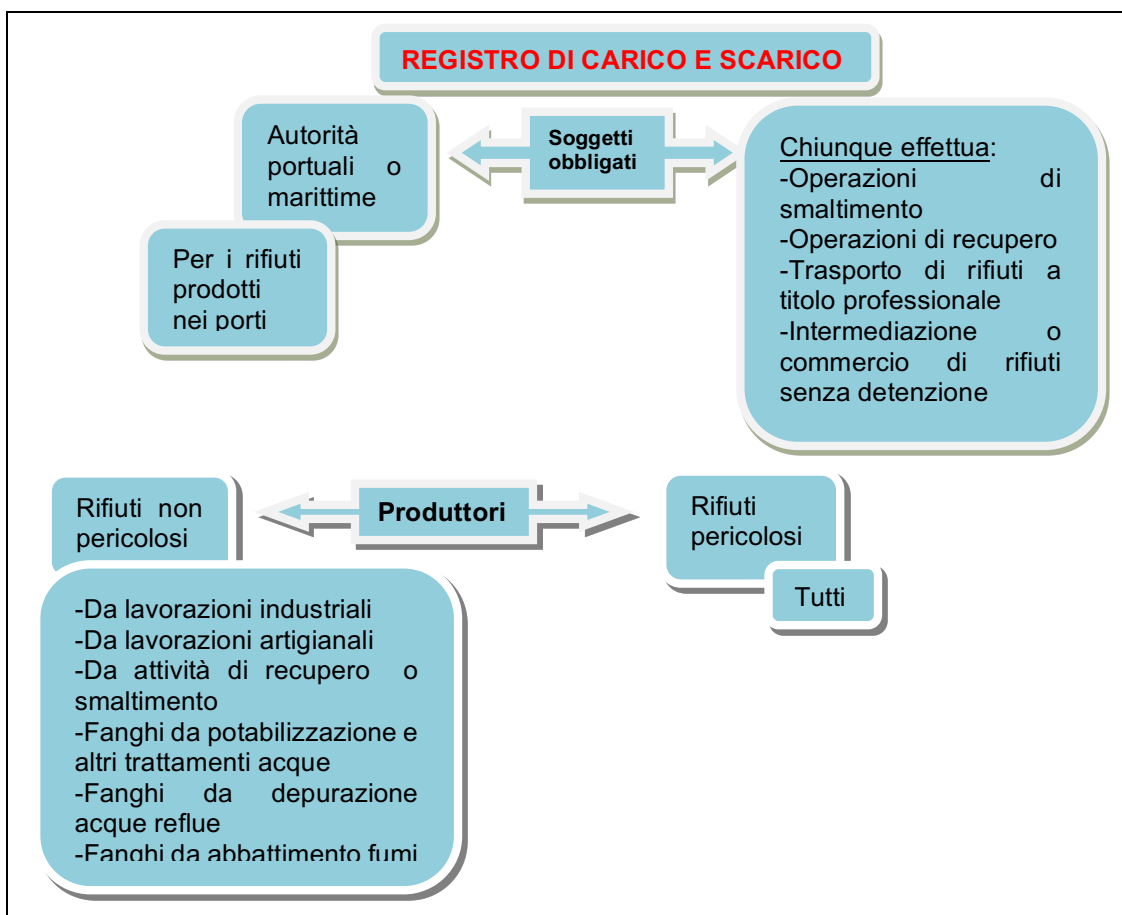 REGISTRO DI CARICO E SCARICO
Autorità
portuali o
marittime
Per i rifiuti
prodotti
nei porti
Soggetti
obbligati
Chiunque effettua:
-Operazioni di
smaltimento
-Operazioni di recupero
-Trasporto di rifiuti a
titolo professionale
-Intermediazione o
commercio di rifiuti
senza detenzione
Rifiuti non
pericolosi
Produttori
Rifiuti
pericolosi
Tutti
-Da lavorazioni industriali
-Da lavorazioni artigianali
-Da attività di recupero o
smaltimento
-Fanghi da potabilizzazione e
altri trattamenti acque
-Fanghi da depurazione
acque reflue
-Fanghi da abbattimento fumi